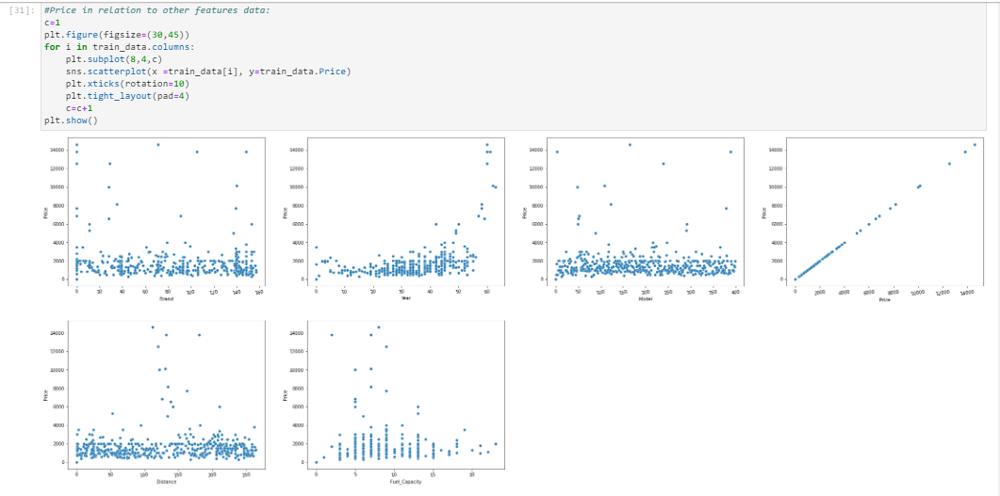 [31]: #Price in relation to other features data:
c=1
plt.figure(figsize=(30,45))
for i in train_data.columns:
    plt.subplot(8,4,c)
    sns.scatterplot(x =train_data[i], y=train_data.Price)
    plt.xticks(rotation=10)
    plt.tight_layout(pad=4)
    c=c+1
plt.show()
14000
12000
10000
8000
6000
4000
2000
0
Price
0 20 40 60 80 100 120 140 160
Brand
14000
12000
10000
8000
6000
4000
2000
0
Price
0 10 20 30 40 50 60
Year
14000
12000
10000
8000
6000
4000
2000
0
Price
0 50 100 150 200 250 300 350 400
Model
14000
12000
10000
8000
6000
4000
2000
0
Price
0 2000 4000 6000 8000 10000 12000 14000
Price
14000
12000
10000
8000
6000
4000
2000
0
Price
0 50 100 150 200 250
Distance
14000
12000
10000
8000
6000
4000
2000
0
Price
0 5 10 15 20
Fuel_Capacity